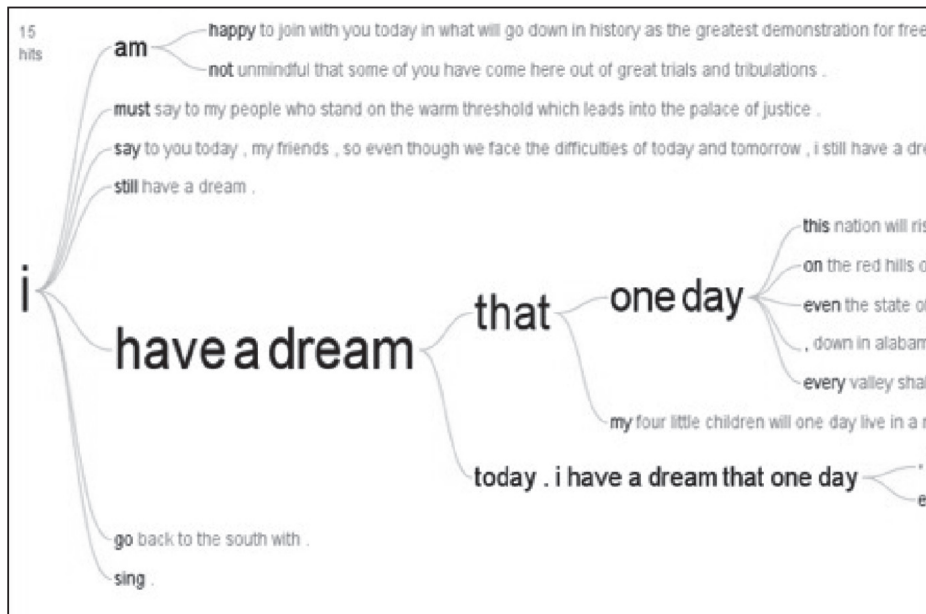 15
hits
i
am
happy to join with you today in what will go down in history as the greatest demonstration for free
not unmindful that some of you have come here out of great trials and tribulations .
must say to my people who stand on the warm threshold which leads into the palace of justice .
say to you today , my friends , so even though we face the difficulties of today and tomorrow , i still have a dre
still have a dream .
have a dream
that
one day
this nation will ris
on the red hills o
even the state of
, down in alabam
every valley shal
my four little children will one day live in a n
today . i have a dream that one day
,
e
go back to the south with .
sing .